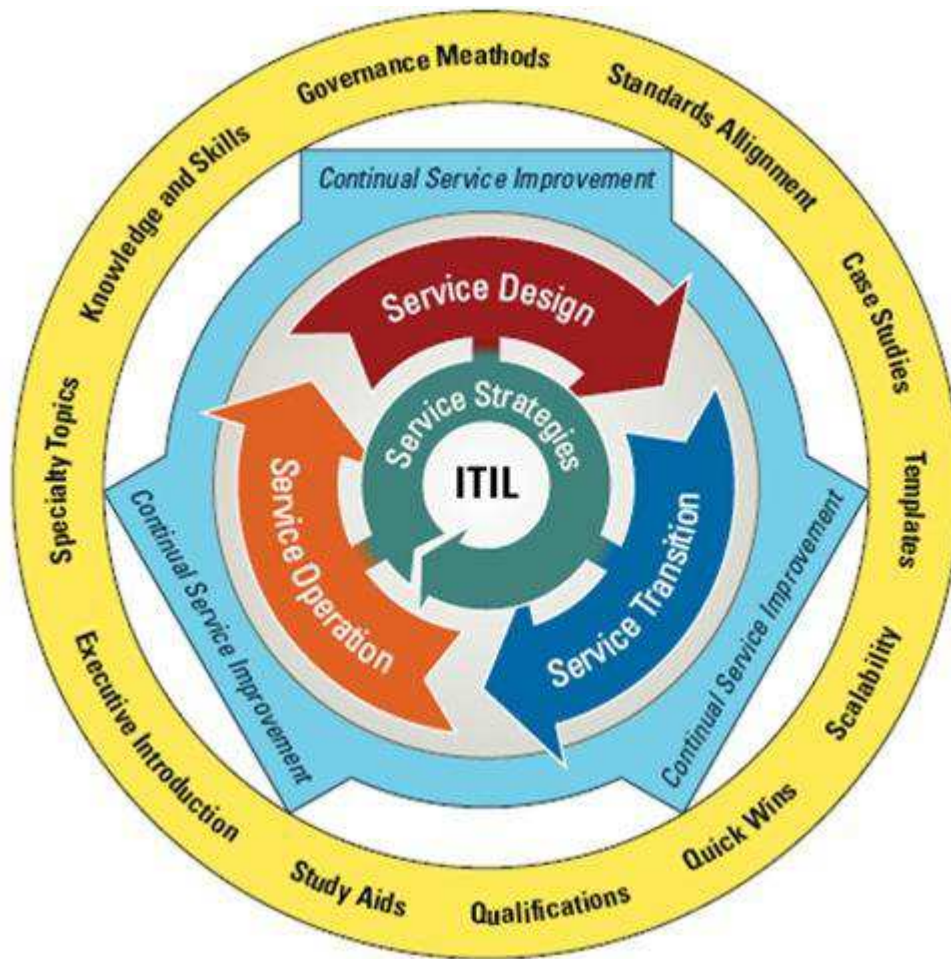 Governance Meathods
Standards Allignment
Case Studies
Templates
Scalability
Quick Wins
Qualifications
Study Aids
Executive Introduction
Specialty Topics
Knowledge and Skills
Continual Service Improvement
Continual Service Improvement
Continual Service Improvement
Service Design
Service Transition
Service Operation
Service Strategies
ITIL